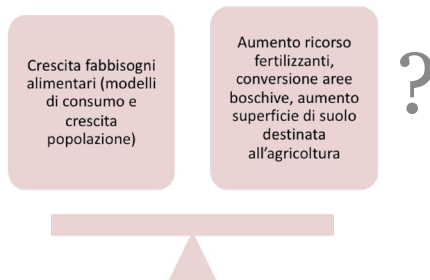 Crescita fabbisogni
alimentari (modelli
di consumo e
crescita
popolazione)
Aumento ricorso
fertilizzanti,
conversione aree
boschive, aumento
superficie di suolo
destinata
all'agricoltura
?